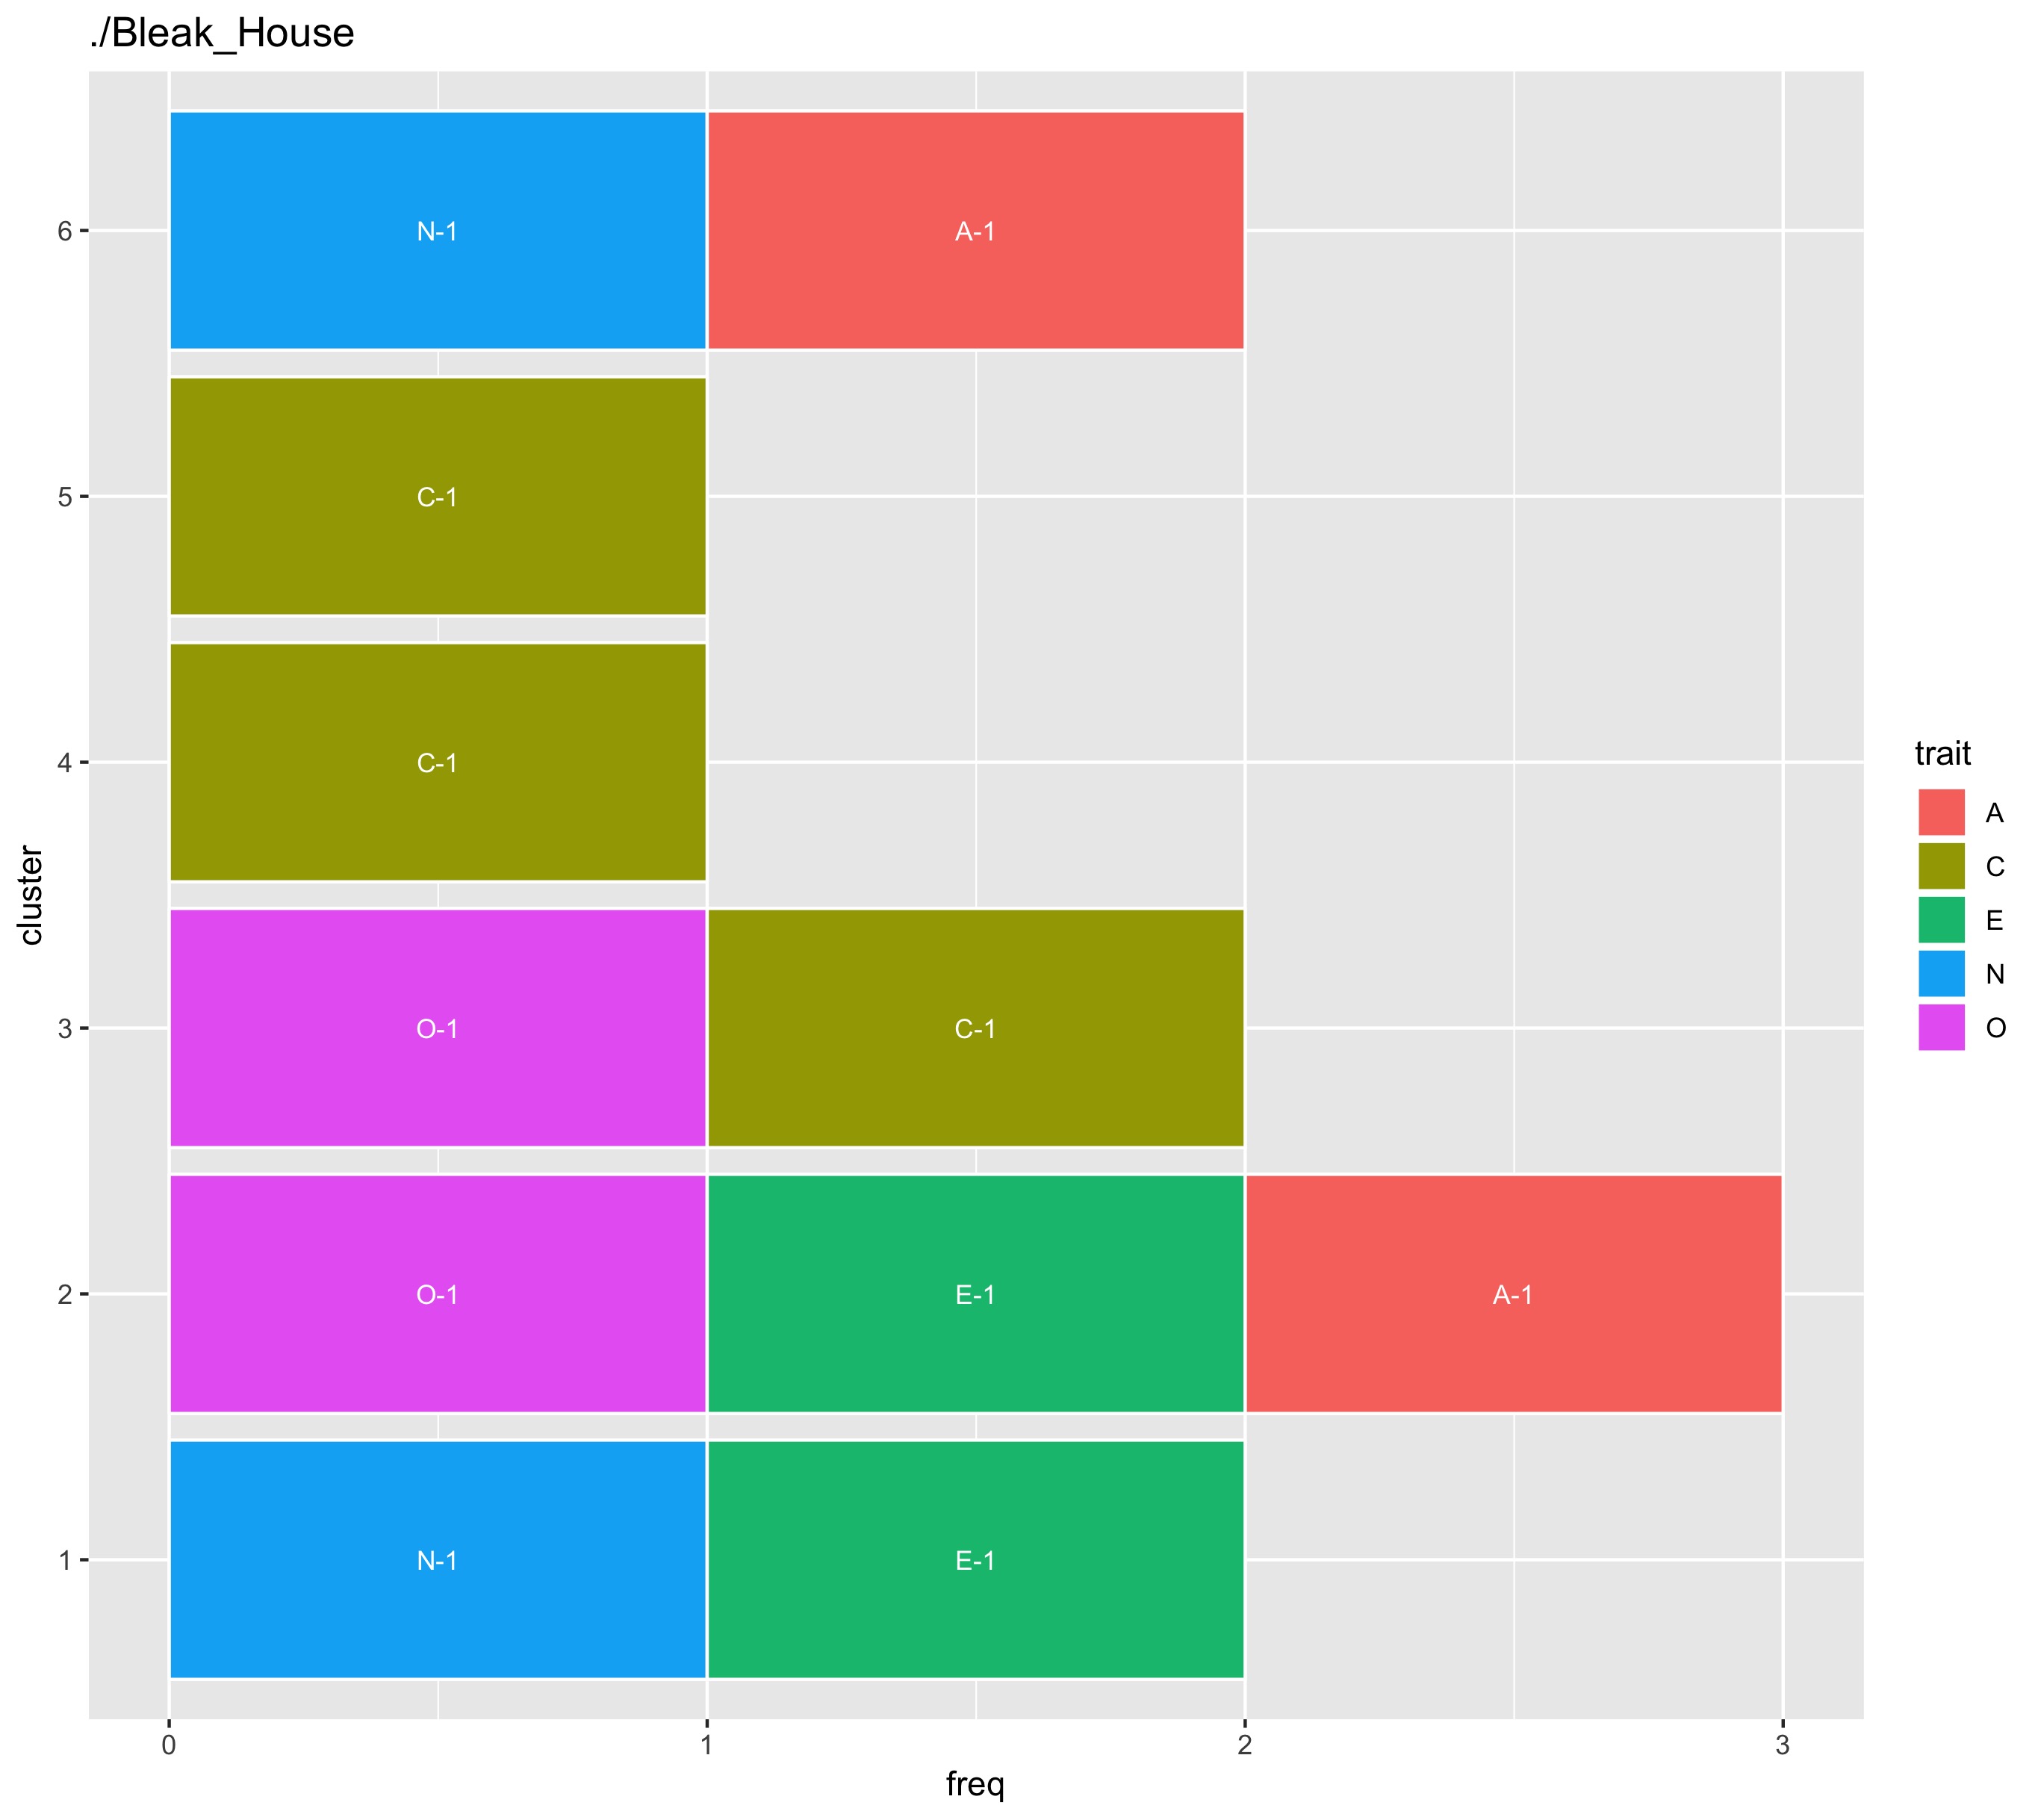 ./Bleak_House
cluster
6
N-1
A-1
5
C-1
4
C-1
3
O-1
C-1
2
O-1
E-1
A-1
1
N-1
E-1
0
1
2
3
freq
trait
A
C
E
N
O